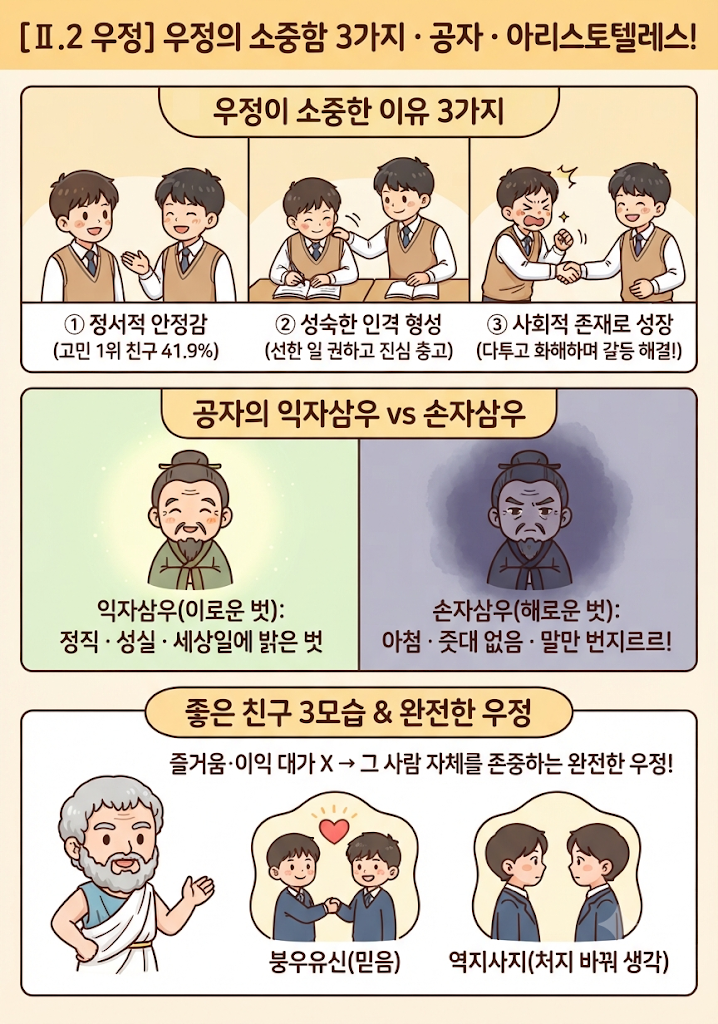 [Ⅱ.2 우정] 우정의 소중함 3가지 · 공자 · 아리스토텔레스!
우정이 소중한 이유 3가지
① 정서적 안정감
(고민 1위 친구 41.9%)
② 성숙한 인격 형성
(선한 일 권하고 진심 충고)
③ 사회적 존재로 성장
(다투고 화해하며 갈등 해결!)
공자의 익자삼우 vs 손자삼우
익자삼우(이로운 벗):
정직 · 성실 · 세상일에 밝은 벗
손자삼우(해로운 벗):
아첨 · 줏대 없음 · 말만 번지르르!
좋은 친구 3모습 & 완전한 우정
즐거움·이익 대가 X → 그 사람 자체를 존중하는 완전한 우정!
붕우유신(믿음)
역지사지(처지 바꿔 생각)